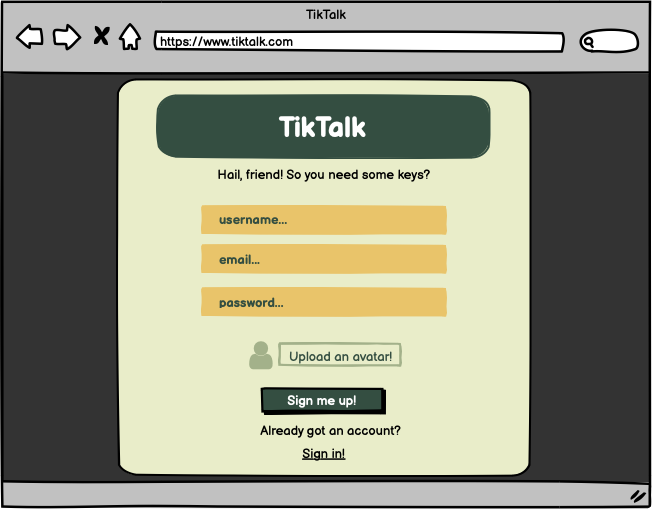 TikTalk
https://www.tiktalk.com
TikTalk
Hail, friend! So you need some keys?
username...
email...
password...
Upload an avatar!
Sign me up!
Already got an account?
Sign in!